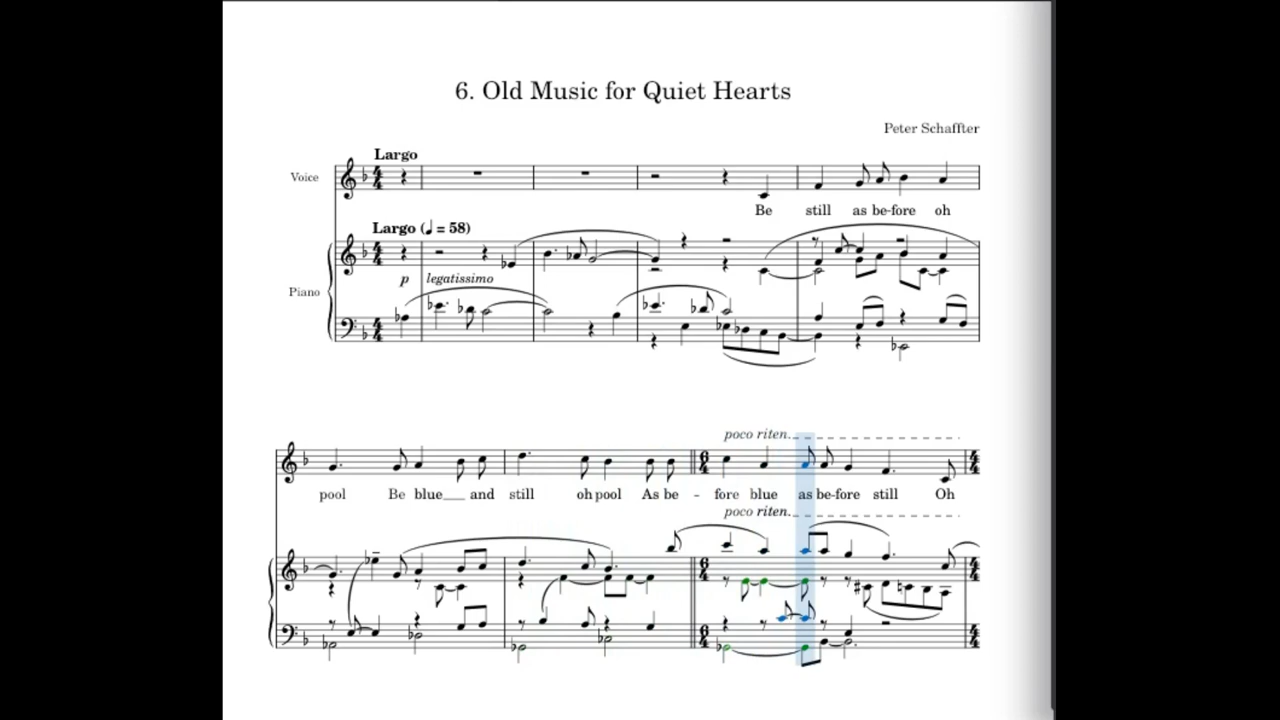 6. Old Music for Quiet Hearts
Peter Schaffter
Largo
Voice
Be still as be-fore oh
Largo (♩ = 58)
p legatissimo
Piano
poco riten.
pool Be blue__ and still oh pool As be - fore blue as be-fore still Oh
poco riten.